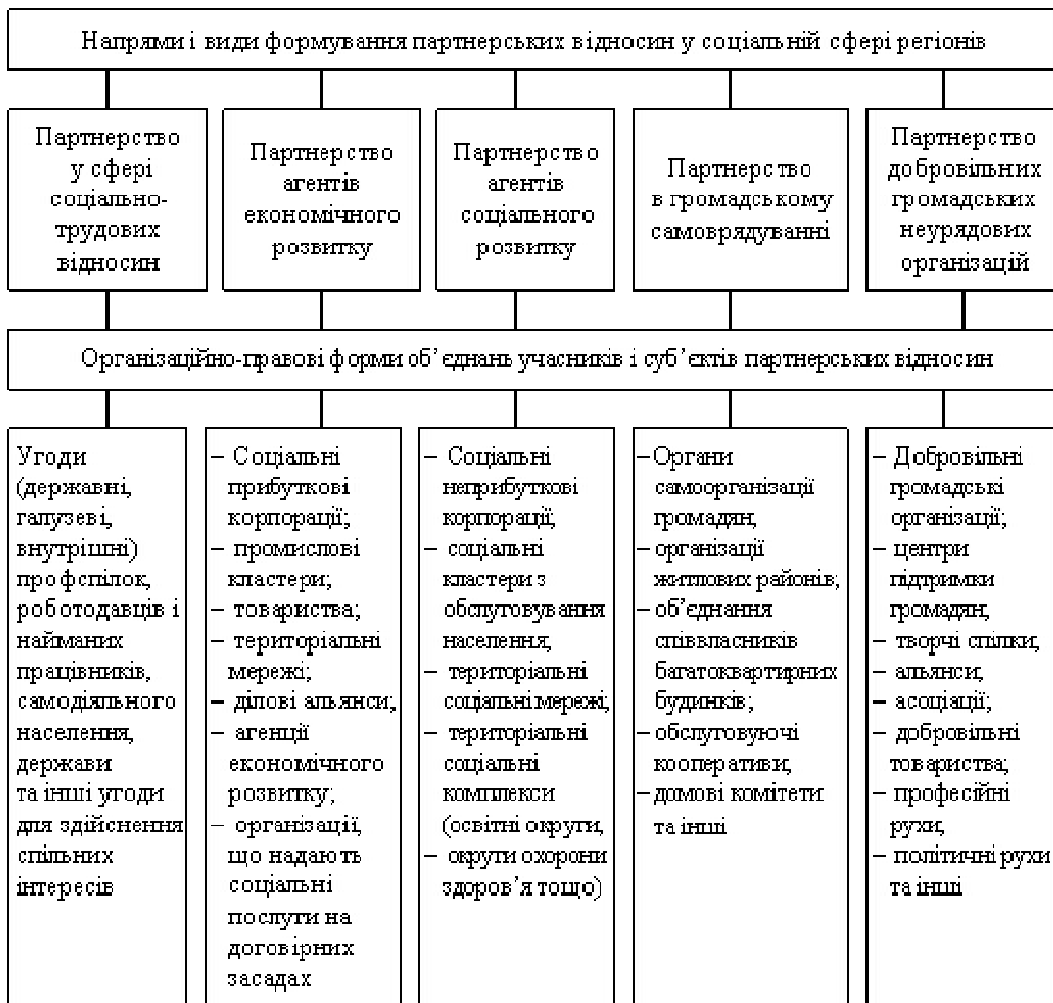 Напрями і види формування партнерських відносин у соціальній сфері регіонів
Партнерство
у сфері
соціально-
трудових
відносин
Партнерство
агентів
економічного
розвитку
Партнерство
агентів
соціального
розвитку
Партнерство
в громадському
самоврядуванні
Партнерство
добровільних
громадських
неурядових
організацій
Організаційно-правові форми об’єднань учасників і суб’єктів партнерських відносин
Угоди
(державні,
галузеві,
внутрішні)
профспілок,
роботодавців і
найманих
працівників,
самодіяльного
населення,
держави
та інші угоди
для здійснення
спільних
інтересів
– Соціальні
прибуткові
корпорації;
– промислові
кластери;
– товариства;
– територіальні
мережі;
– ділові альянси;
– агенції
економічного
розвитку;
– організації,
що надають
соціальні
послуги на
договірних
засадах
– Соціальні
неприбуткові
корпорації;
– соціальні
кластери з
обслуговування
населення;
– територіальні
соціальні мережі;
– територіальні
соціальні
комплекси
(освітні округи,
– округи охорони
здоров’я тощо)
– Органи
самоорганізації
громадян;
– організації
житлових районів;
– об’єднання
співвласників
багатоквартирних
будинків;
– обслуговуючі
кооперативи;
– домові комітети
та інші
– Добровільні
громадські
організації;
– центри
підтримки
громадян;
– творчі спілки;
– альянси;
– асоціації;
– добровільні
товариства;
– професійні
рухи;
– політичні рухи
та інші